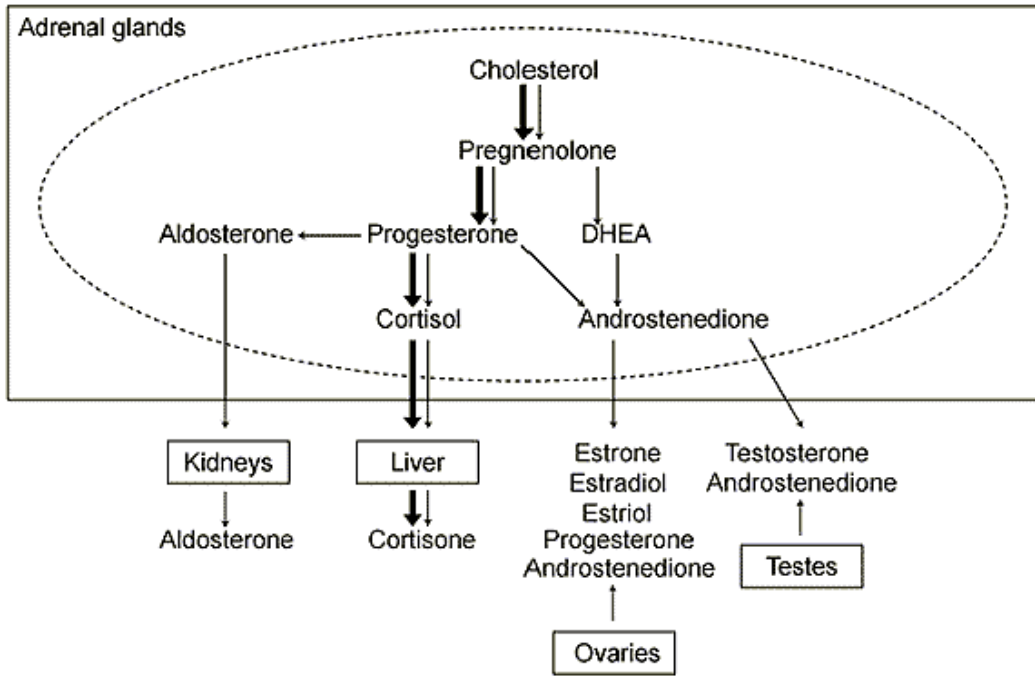 Adrenal glands
Cholesterol
Pregnenolone
Aldosterone
Progesterone
DHEA
Cortisol
Androstenedione
Kidneys
Liver
Aldosterone
Cortisone
Estrone
Estradiol
Estriol
Progesterone
Androstenedione
Testosterone
Androstenedione
Testes
Ovaries